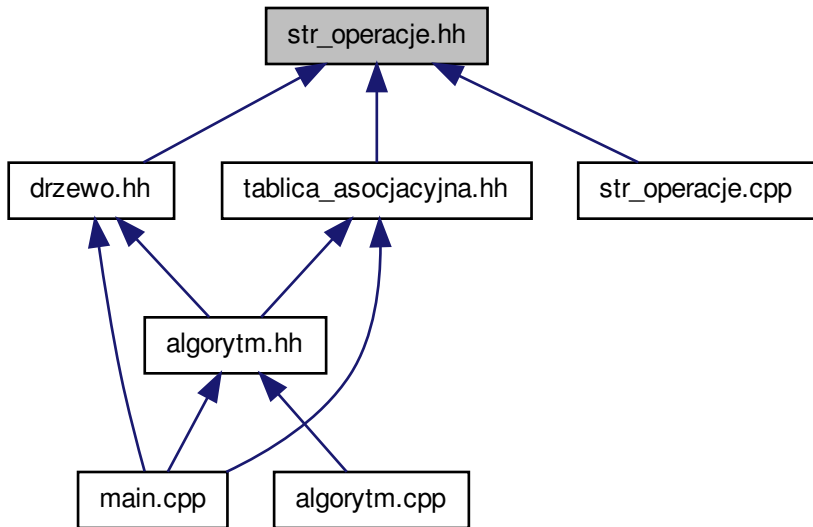 str_operacje.hh
drzewo.hh
tablica_asocjacyjna.hh
str_operacje.cpp
algorytm.hh
main.cpp
algorytm.cpp